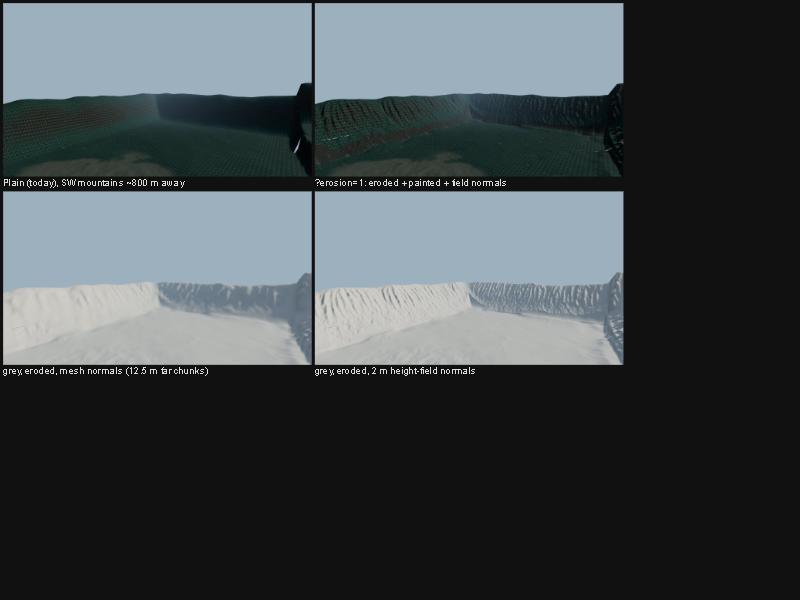 Plain (today), SW mountains ~800 m away
?erosion=1: eroded + painted + field normals
grey, eroded, mesh normals (12.5 m far chunks)
grey, eroded, 2 m height-field normals